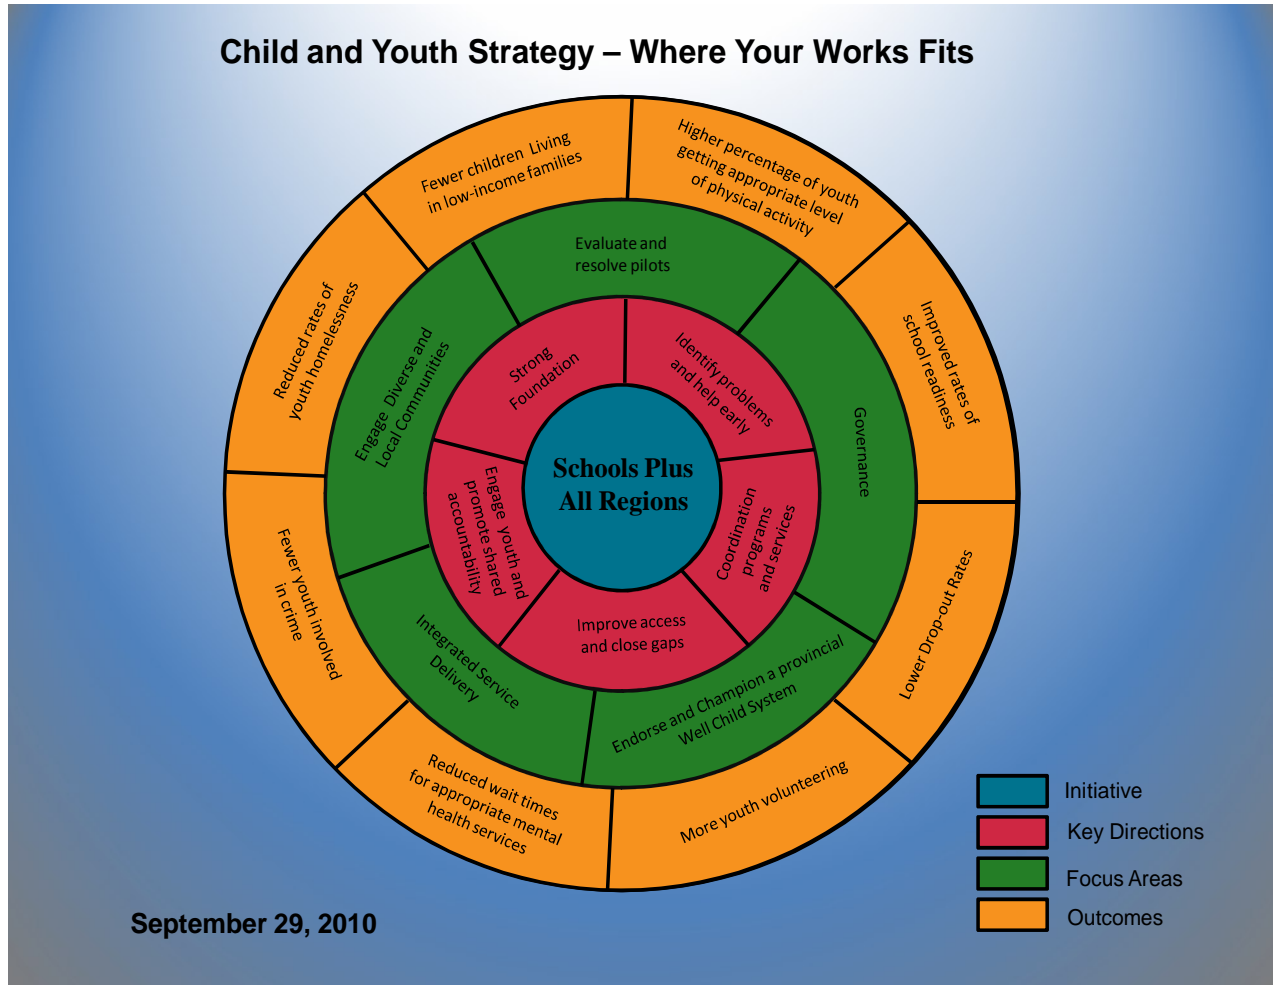 Child and Youth Strategy – Where Your Works Fits
Fewer children Living
in low-income families
Higher percentage of youth
getting appropriate level
of physical activity
Improved rates of
school readiness
Lower Drop-out Rates
More youth volunteering
Reduced wait times
for appropriate mental
health services
Fewer youth involved
in crime
Reduced rates of
youth homelessness
Evaluate and
resolve pilots
Governance
Endorse and Champion a provincial
Well Child System
Integrated Service
Delivery
Engage Diverse and
Local Communities
Strong
Foundation
Identify problems
and help early
Coordination
programs
and services
Improve access
and close gaps
Engage youth and
promote shared
accountability
Schools Plus
All Regions
Initiative
Key Directions
Focus Areas
Outcomes
September 29, 2010